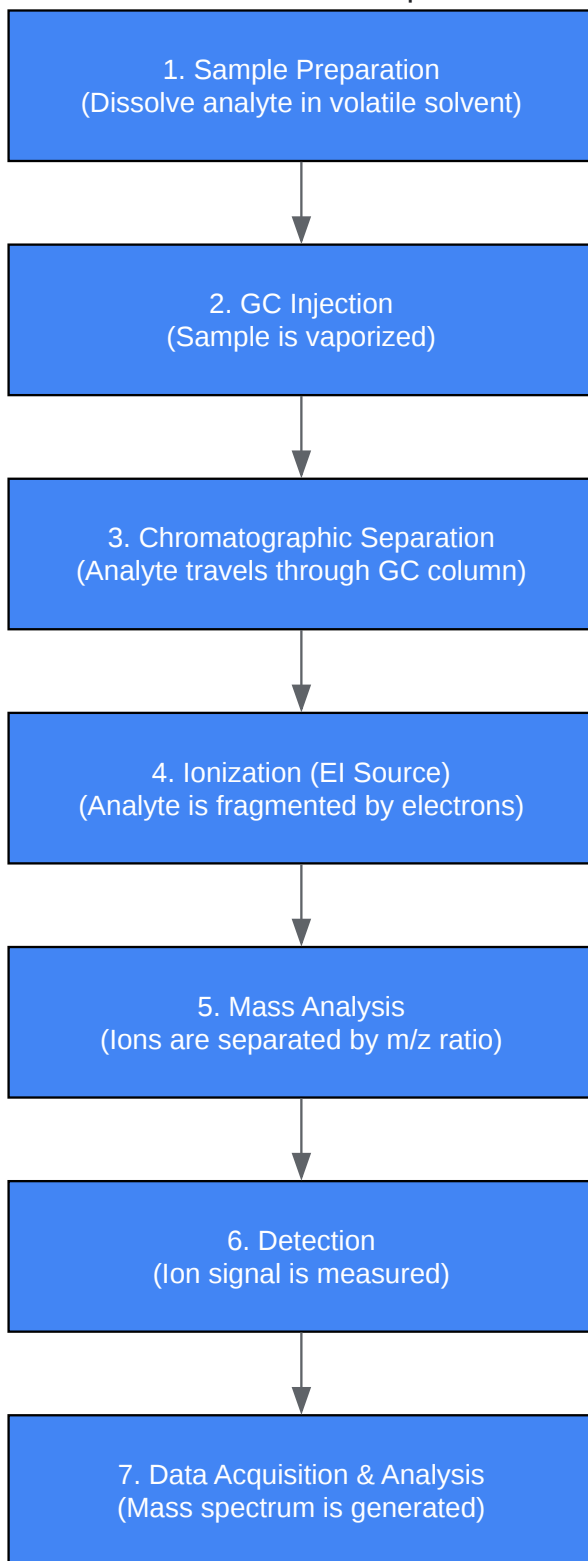 1. Sample Preparation
(Dissolve analyte in volatile solvent)
2. GC Injection
(Sample is vaporized)
3. Chromatographic Separation
(Analyte travels through GC column)
4. Ionization (EI Source)
(Analyte is fragmented by electrons)
5. Mass Analysis
(Ions are separated by m/z ratio)
6. Detection
(Ion signal is measured)
7. Data Acquisition & Analysis
(Mass spectrum is generated)